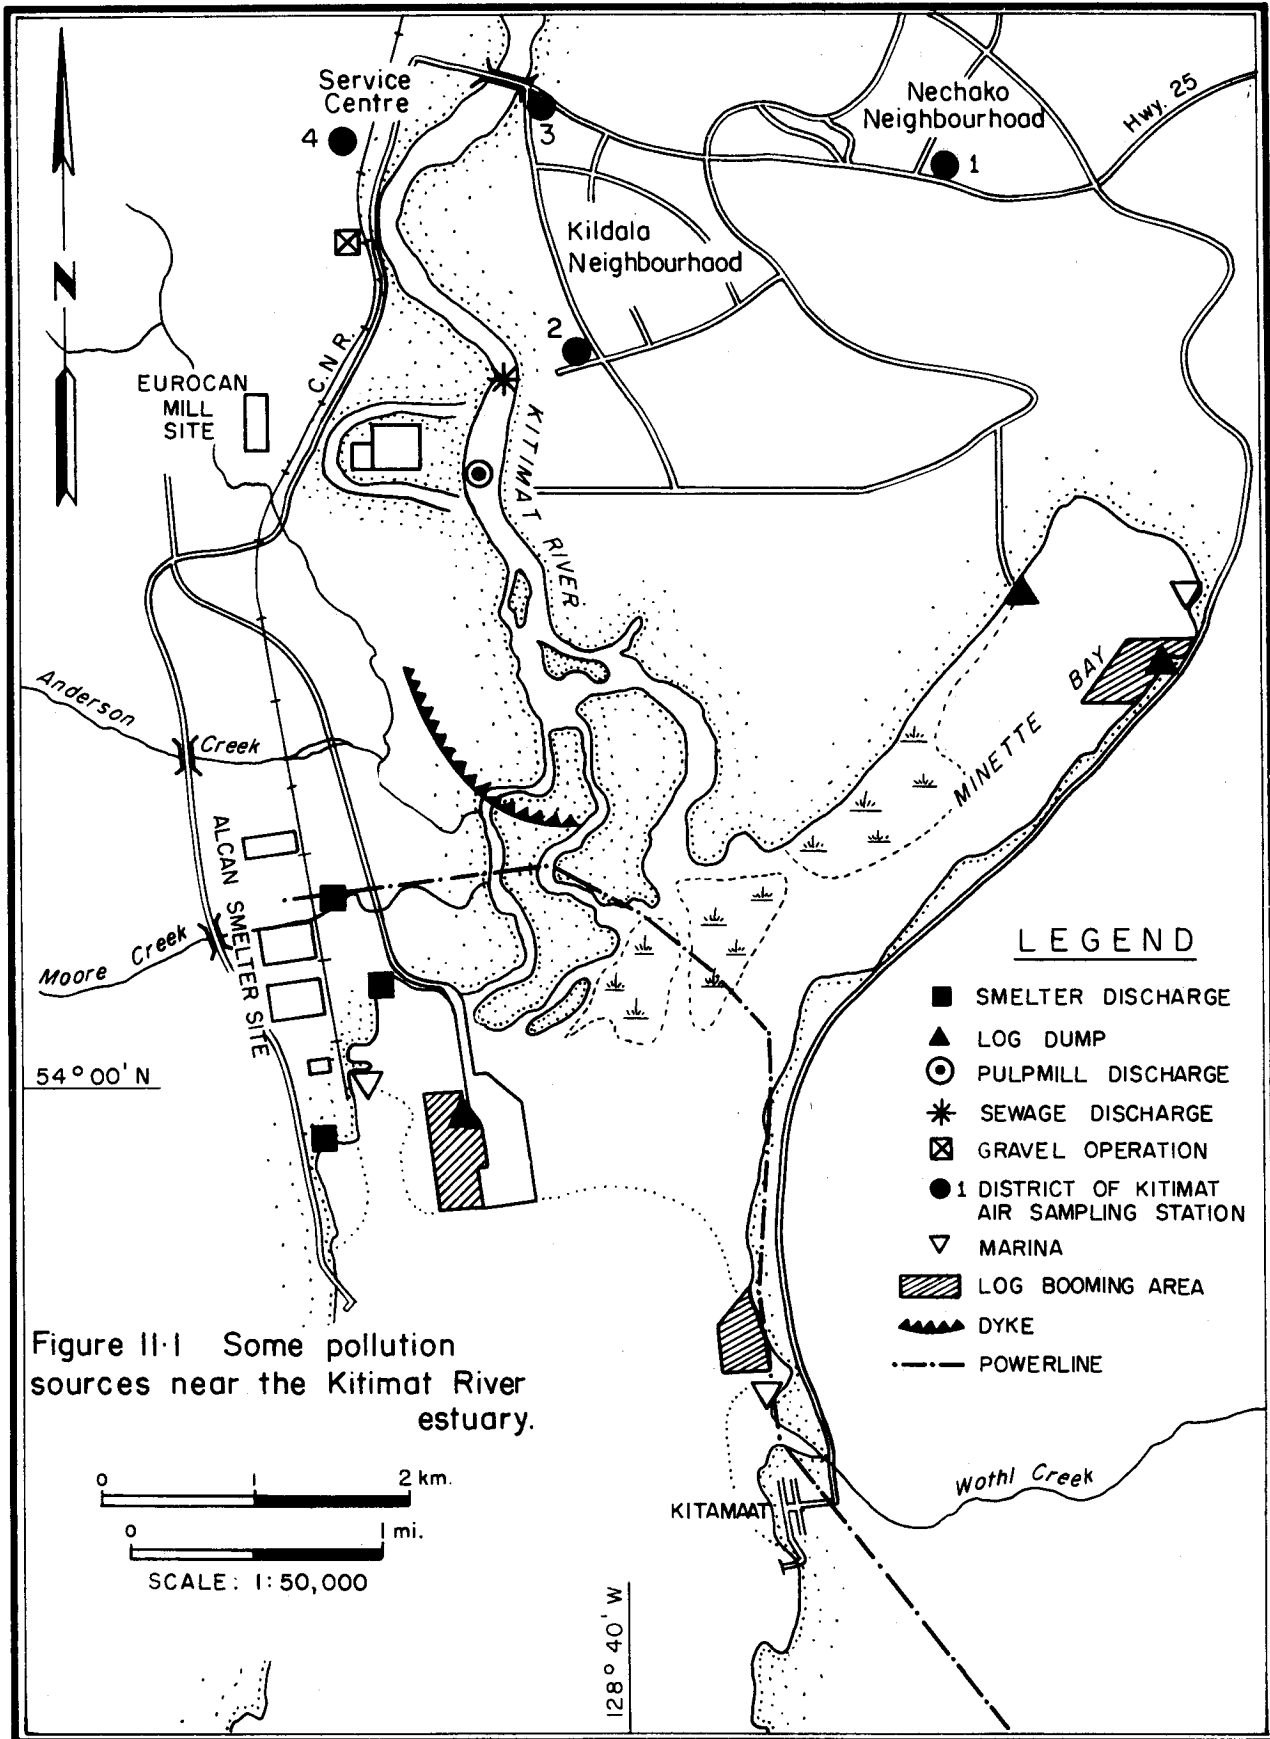 Service
Centre
4
3
Nechako
Neighbourhood
1
Hwy. 25
Kildala
Neighbourhood
2
N
C.N.R.
EUROCAN
MILL
SITE
KITIMAT RIVER
BAY
MINETTE
Anderson
Creek
ALCAN SMELTER SITE
Moore Creek
54°00'N
LEGEND
SMELTER DISCHARGE
LOG DUMP
PULPMILL DISCHARGE
SEWAGE DISCHARGE
GRAVEL OPERATION
1 DISTRICT OF KITIMAT
AIR SAMPLING STATION
MARINA
LOG BOOMING AREA
DYKE
POWERLINE
Figure 11·1 Some pollution
sources near the Kitimat River
estuary.
0 1 2 km.
0 1 mi.
SCALE: 1:50,000
KITAMAAT
Wothl Creek
128°40'W